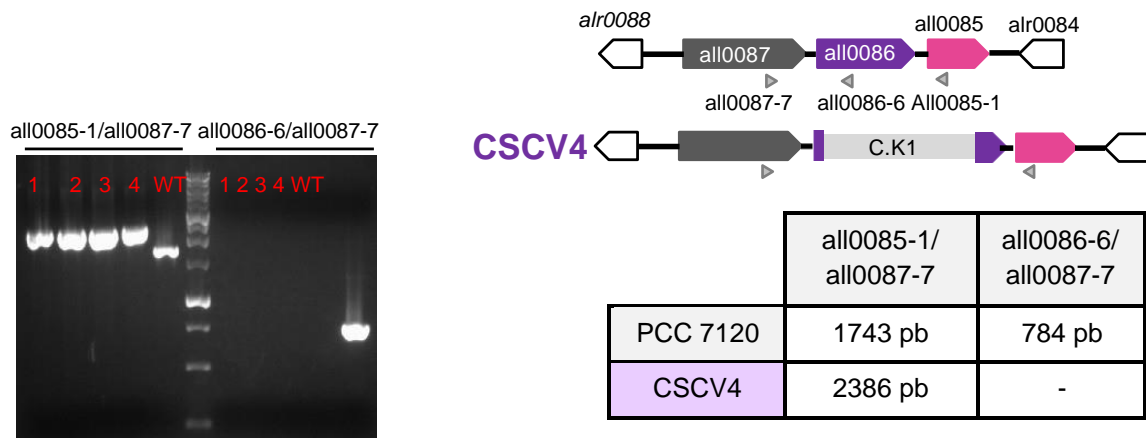 all0085-1/all0087-7 all0086-6/all0087-7
1 2 3 4 WT 1 2 3 4 WT
alr0088 all0085 alr0084
all0087 all0086
all0087-7 all0086-6 All0085-1
CSCV4 C.K1
all0085-1/ all0086-6/
all0087-7 all0087-7
PCC 7120 1743 pb 784 pb
CSCV4 2386 pb -